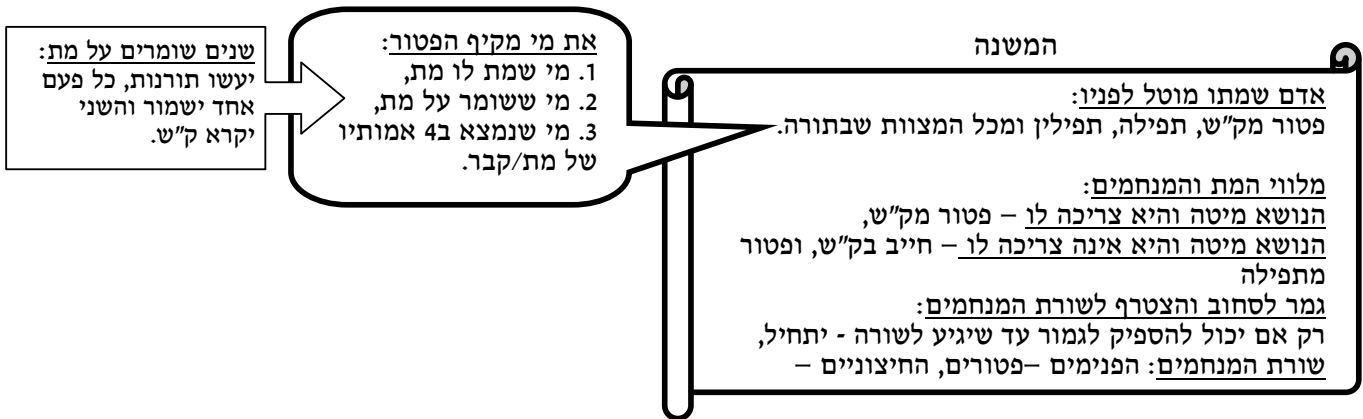 המשנה
אדם שמתו מוטל לפניו:
פטור מק"ש, תפילה, תפילין ומכל המצוות שבתורה.
מלווי המת והמנחמים:
הנושא מיטה והיא צריכה לו – פטור מק"ש,
הנושא מיטה והיא אינה צריכה לו – חייב בק"ש, ופטור
מתפילה
גמר לסחוב והצטרף לשורת המנחמים:
רק אם יכול להספיק לגמור עד שיגיע לשורה - יתחיל,
שורת המנחמים: הפנימים –פטורים, החיצוניים –
את מי מקיף הפטור:
1. מי שמת לו מת,
2. מי ששומר על מת,
3. מי שנמצא ב4 אמותיו
של מת/קבר.
שנים שומרים על מת:
יעשו תורנות, כל פעם
אחד ישמור והשני
יקרא ק"ש.